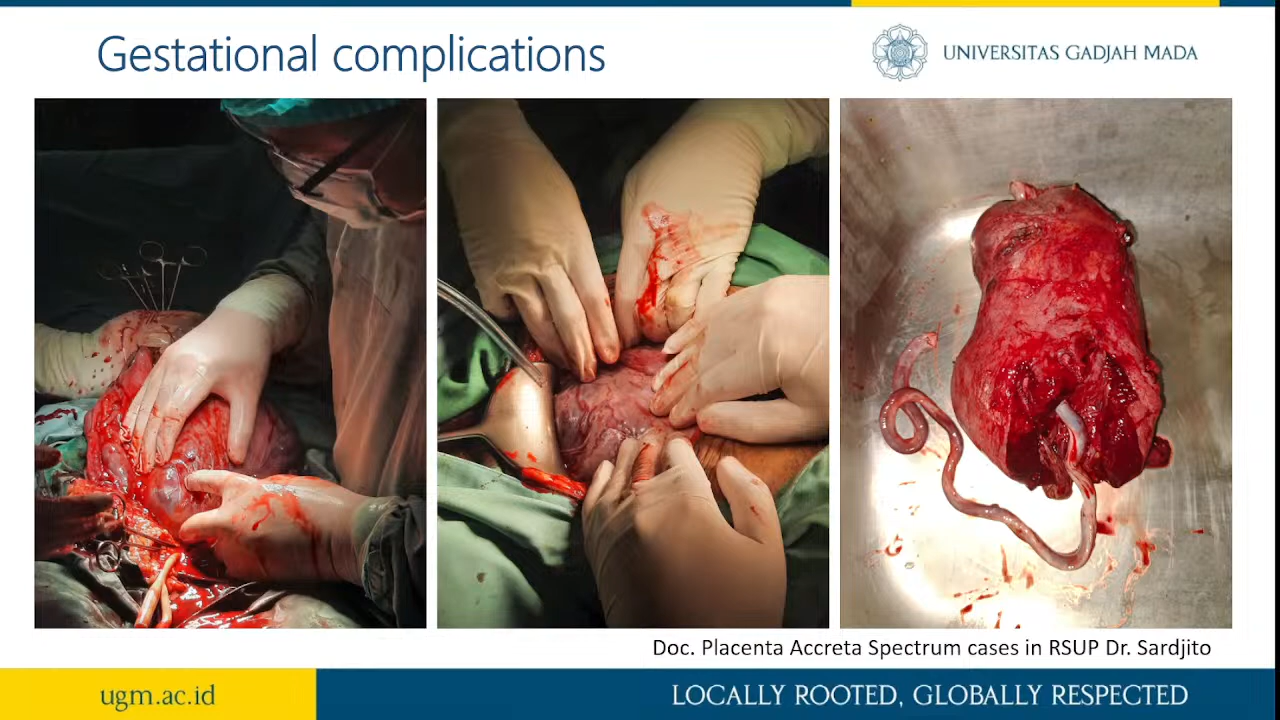 Gestational complications
UNIVERSITAS GADJAH MADA
Doc. Placenta Accreta Spectrum cases in RSUP Dr. Sardjito
ugm.ac.id
LOCALLY ROOTED, GLOBALLY RESPECTED